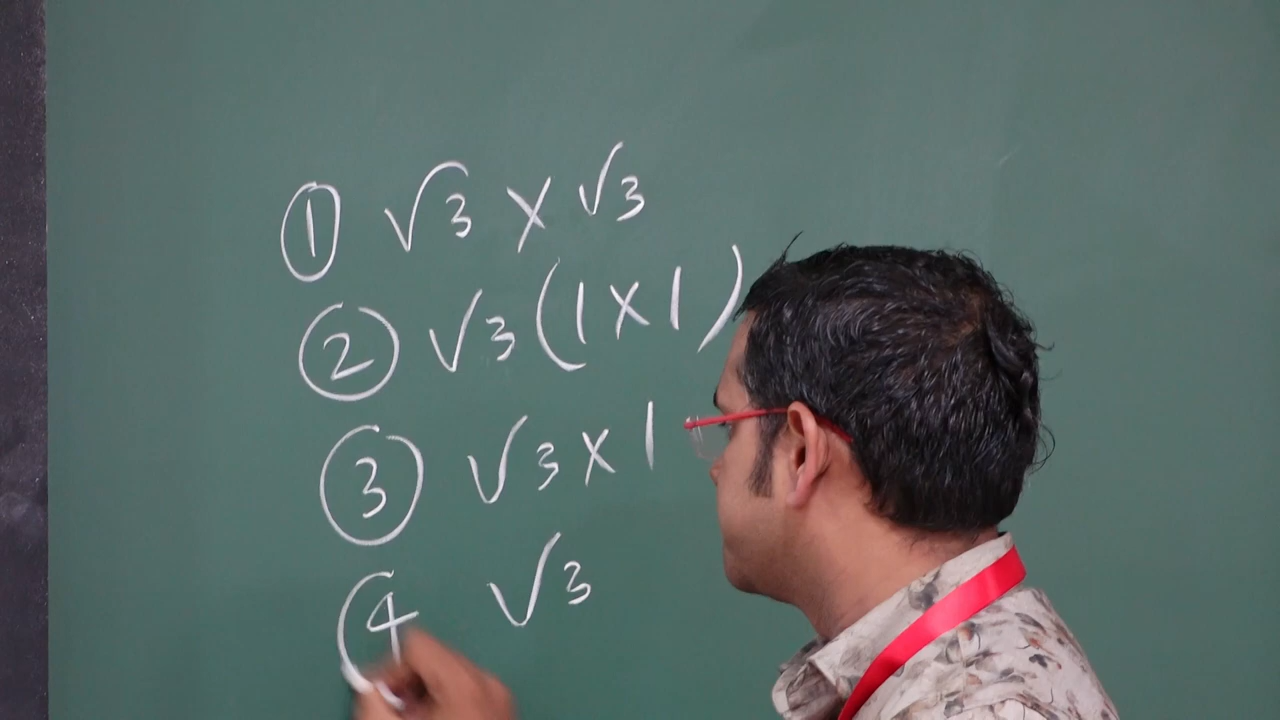 ① √3 × √3
② √3 (1 × 1)
③ √3 × 1
④ √3